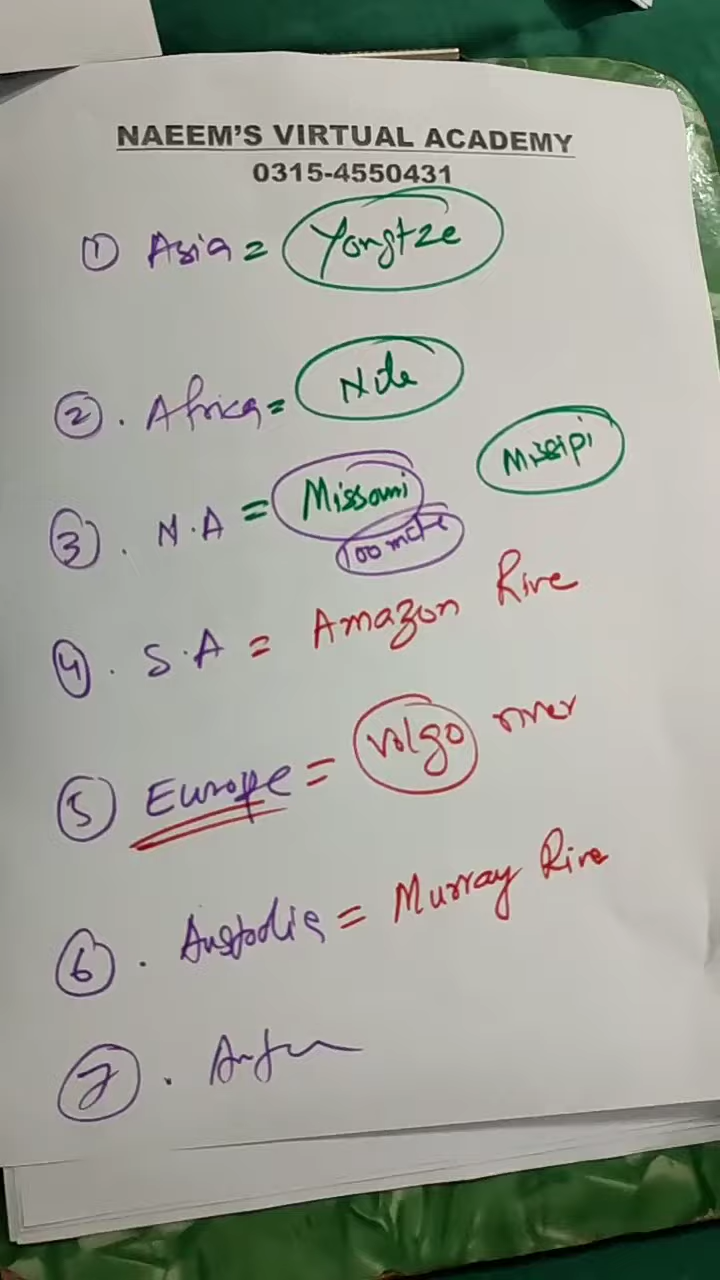 NAEEM'S VIRTUAL ACADEMY
0315-4550431
① Asia = Yangtze
②. Africa = Nile
Missipi
③. N.A = Missouri
100
④. S.A = Amazon Rive
⑤ Europe = Volga river
⑥. Australia = Murray Rive
⑦.